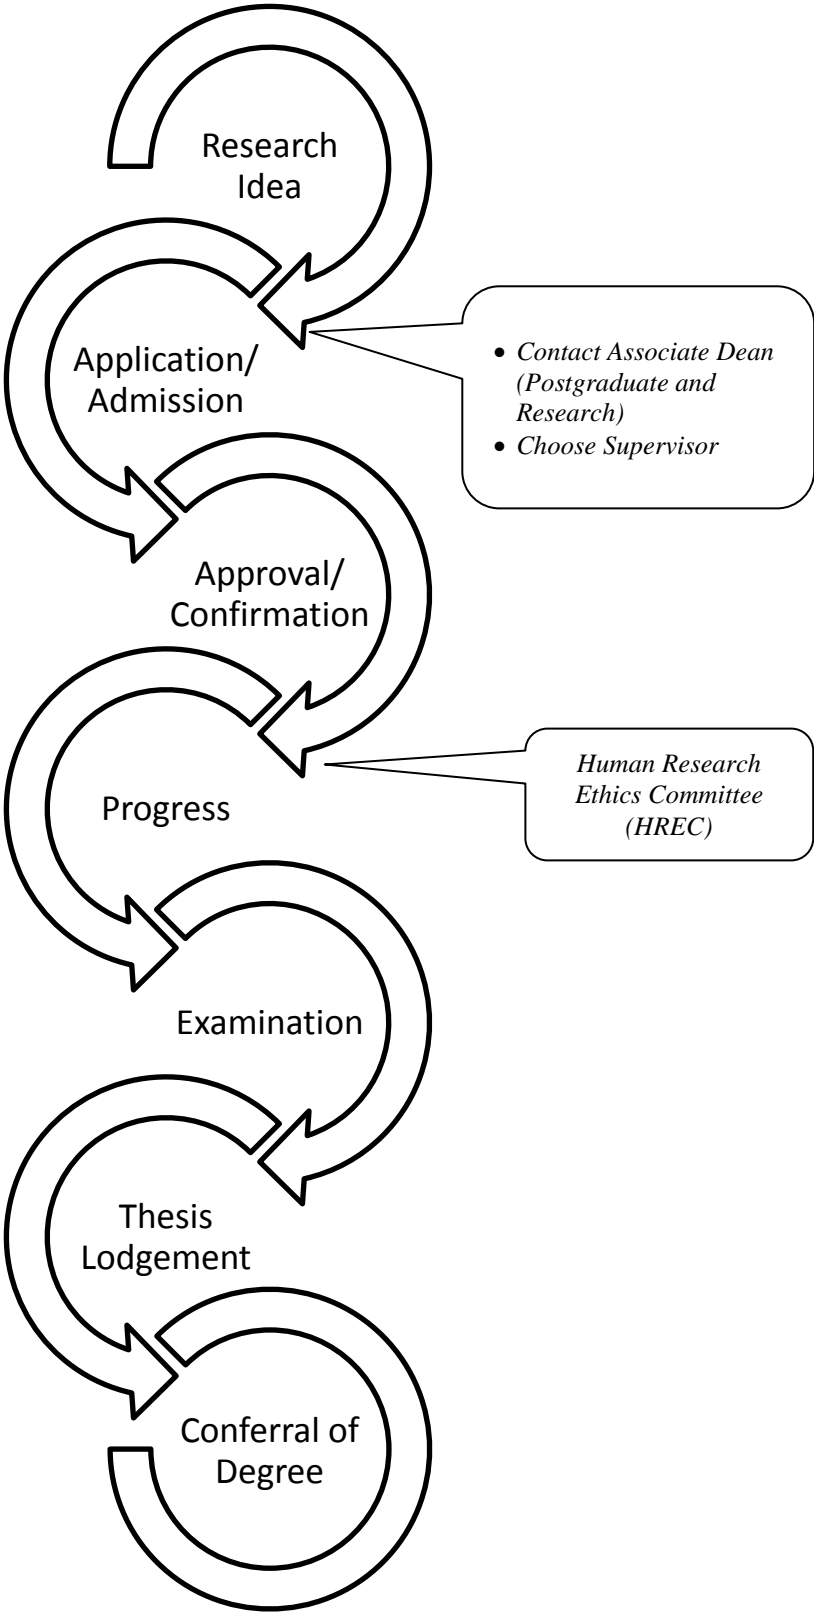 Research
Idea
Application/
Admission
• Contact Associate Dean
(Postgraduate and
Research)
• Choose Supervisor
Approval/
Confirmation
Progress
Human Research
Ethics Committee
(HREC)
Examination
Thesis
Lodgement
Conferral of
Degree